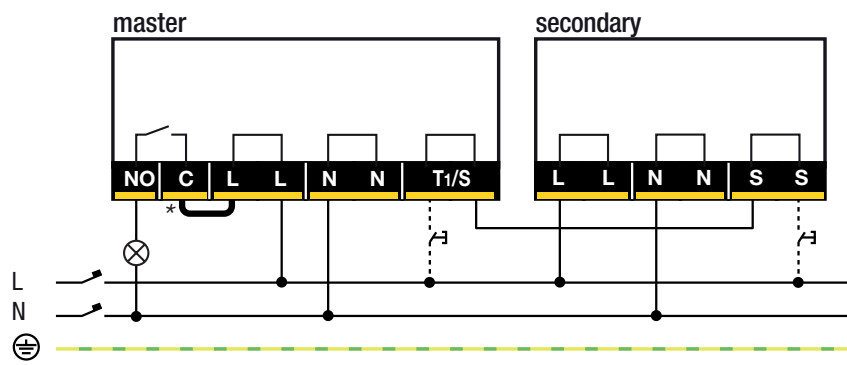 master secondary
NO C L L N N T1/S L L N N S S
*
L
N